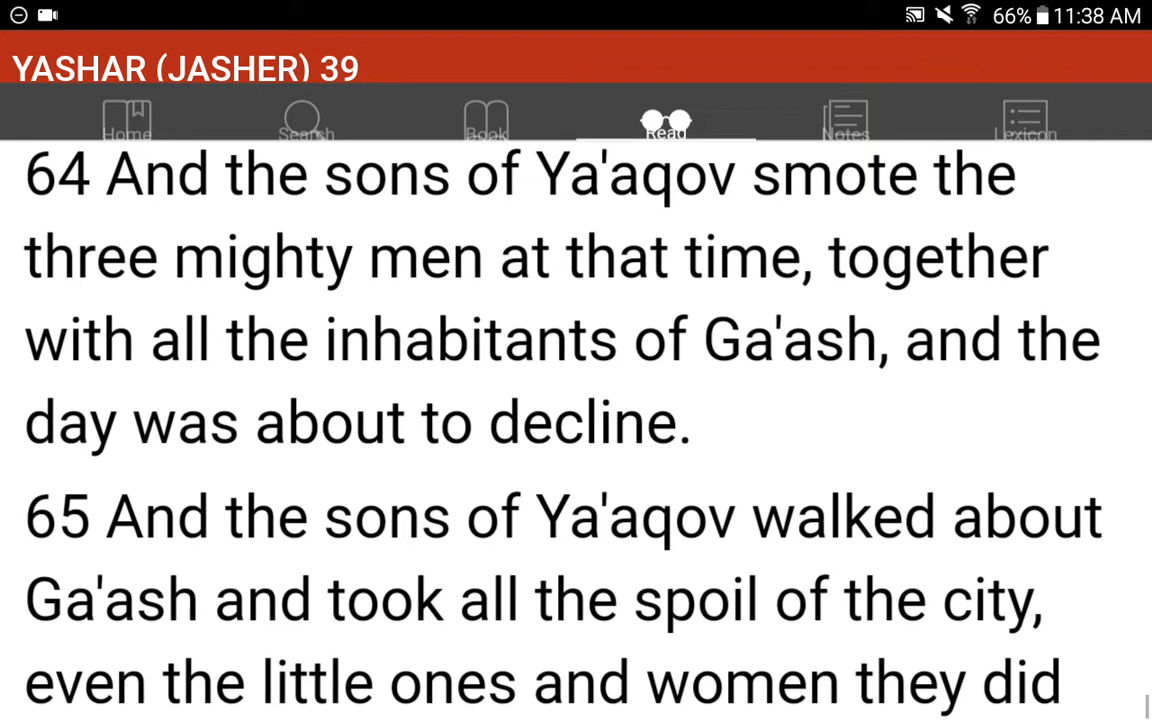 66% 11:38 AM
YASHAR (JASHER) 39
Home Search Book Read Notes Lexicon
64 And the sons of Ya'aqov smote the
three mighty men at that time, together
with all the inhabitants of Ga'ash, and the
day was about to decline.
65 And the sons of Ya'aqov walked about
Ga'ash and took all the spoil of the city,
even the little ones and women they did